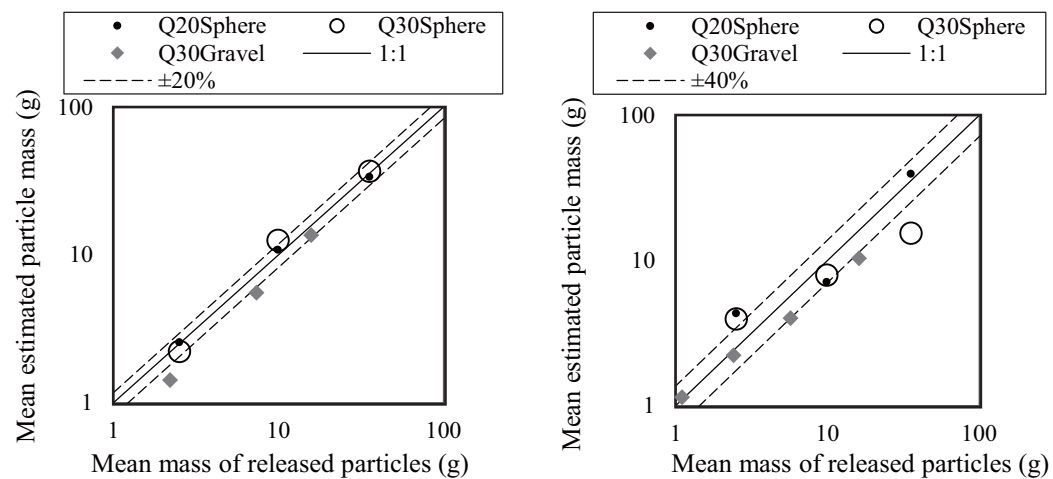 Q20Sphere Q30Sphere
Q30Gravel 1:1
±20%
Mean estimated particle mass (g)
100
10
1
1 10 100
Mean mass of released particles (g)
Q20Sphere Q30Sphere
Q30Gravel 1:1
±40%
Mean estimated particle mass (g)
100
10
1
1 10 100
Mean mass of released particles (g)